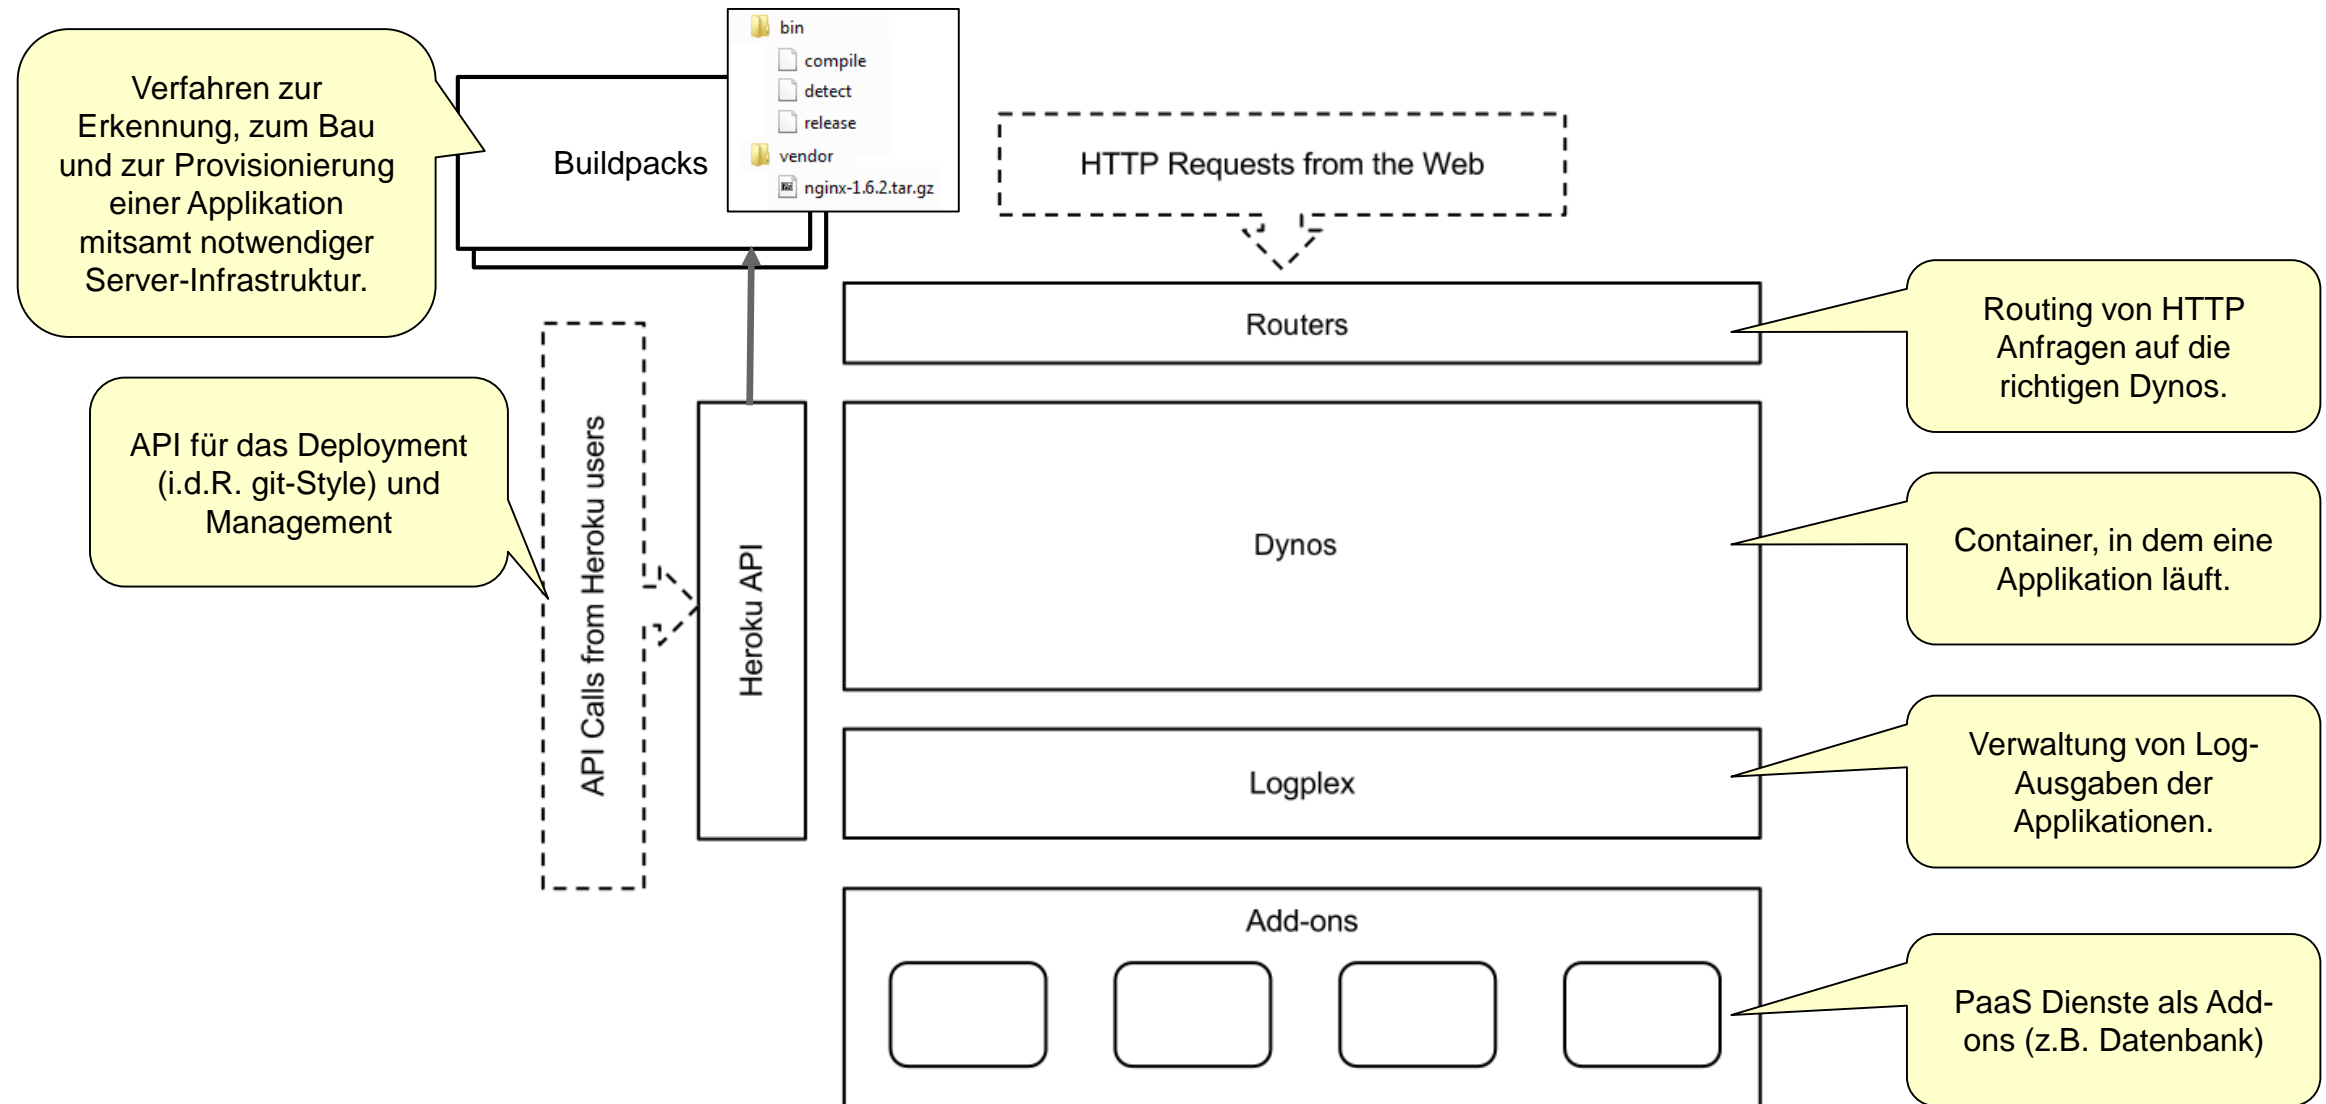 Verfahren zur
Erkennung, zum Bau
und zur Provisionierung
einer Applikation
mitsamt notwendiger
Server-Infrastruktur.
Buildpacks
bin
compile
detect
release
vendor
nginx-1.6.2.tar.gz
HTTP Requests from the Web
Routers
Routing von HTTP
Anfragen auf die
richtigen Dynos.
API für das Deployment
(i.d.R. git-Style) und
Management
API Calls from Heroku users
Heroku API
Dynos
Container, in dem eine
Applikation läuft.
Logplex
Verwaltung von Log-
Ausgaben der
Applikationen.
Add-ons
PaaS Dienste als Add-
ons (z.B. Datenbank)